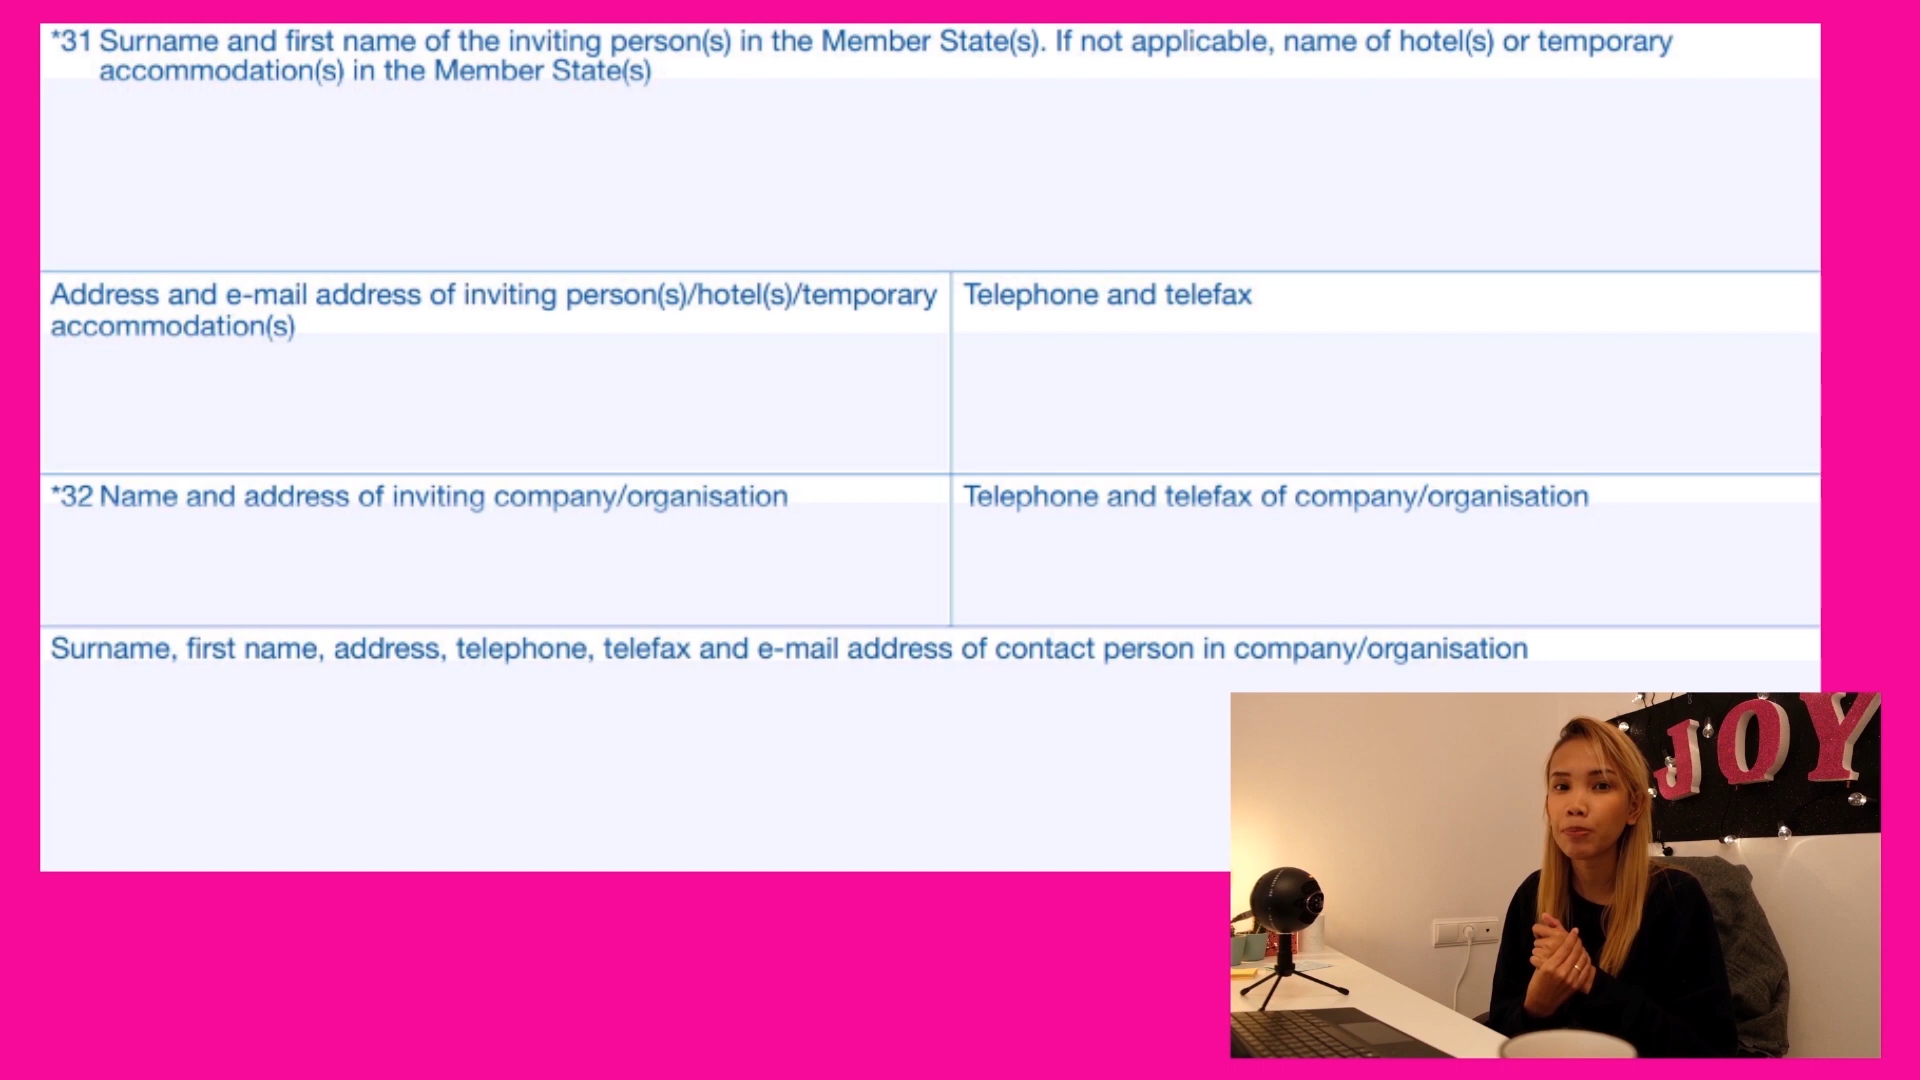 *31 Surname and first name of the inviting person(s) in the Member State(s). If not applicable, name of hotel(s) or temporary
accommodation(s) in the Member State(s)
Address and e-mail address of inviting person(s)/hotel(s)/temporary
accommodation(s)
Telephone and telefax
*32 Name and address of inviting company/organisation
Telephone and telefax of company/organisation
Surname, first name, address, telephone, telefax and e-mail address of contact person in company/organisation
JOY